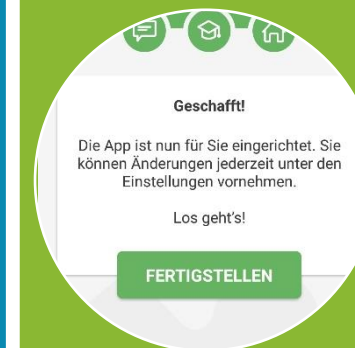 Geschafft!
Die App ist nun für Sie eingerichtet. Sie
können Änderungen jederzeit unter den
Einstellungen vornehmen.
Los geht's!
FERTIGSTELLEN